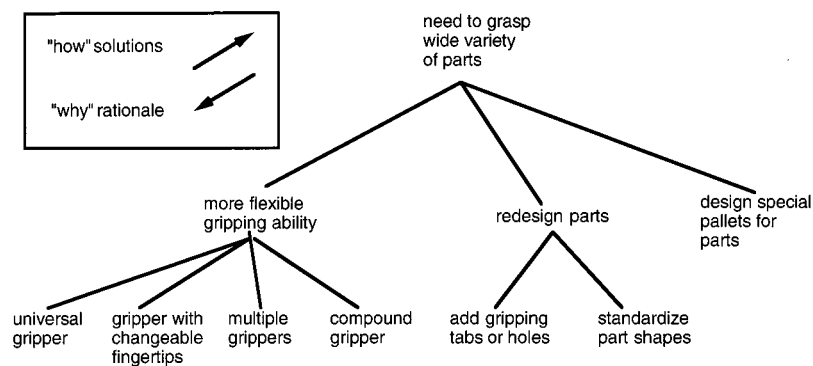 "how" solutions
"why" rationale
need to grasp
wide variety
of parts
more flexible
gripping ability
redesign parts
design special
pallets for
parts
universal
gripper
gripper with
changeable
fingertips
multiple
grippers
compound
gripper
add gripping
tabs or holes
standardize
part shapes